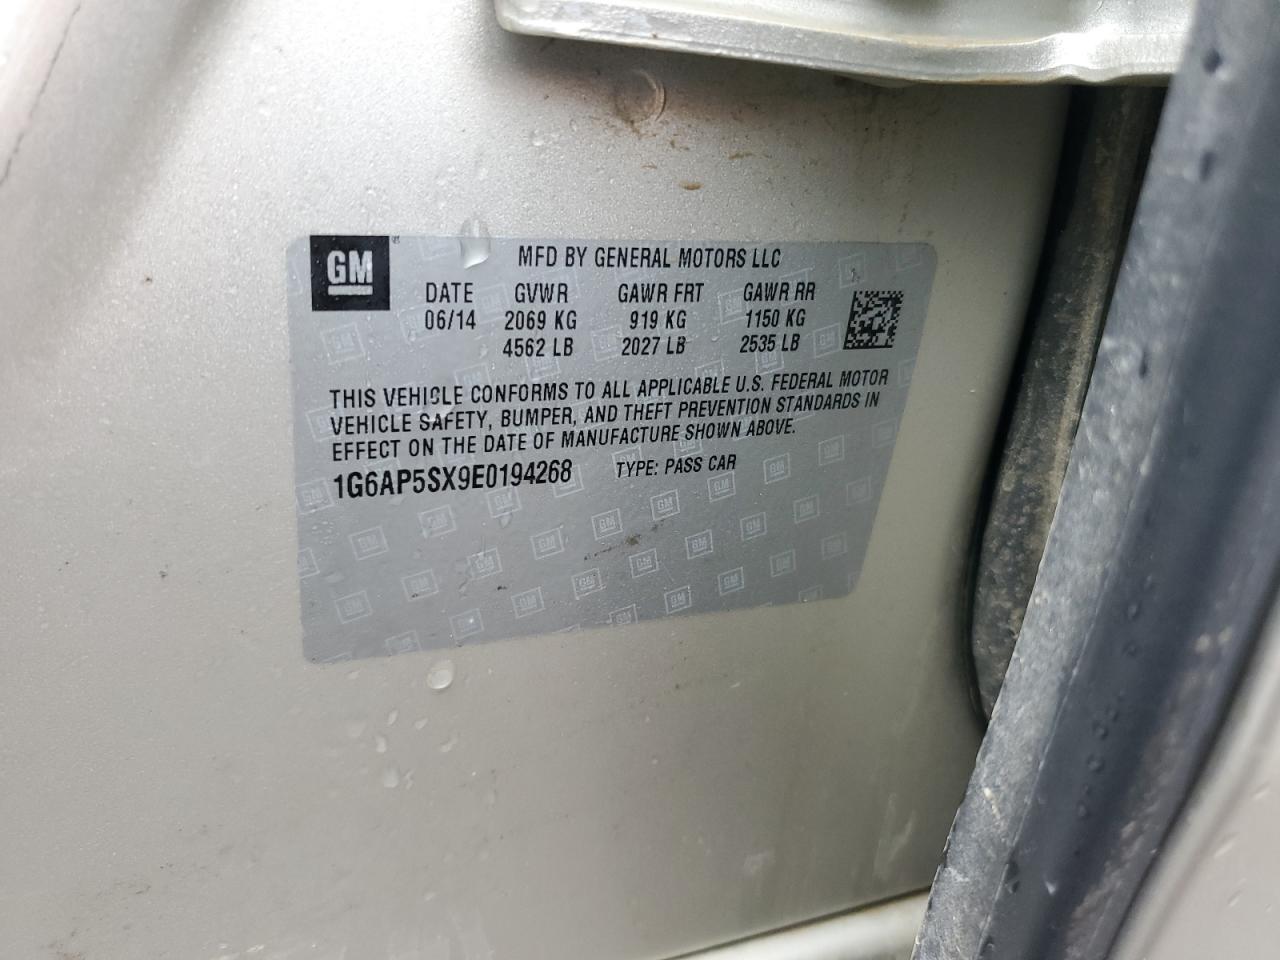 GM
MFD BY GENERAL MOTORS LLC
DATE GVWR GAWR FRT GAWR RR
06/14 2069 KG 919 KG 1150 KG
4562 LB 2027 LB 2535 LB
THIS VEHICLE CONFORMS TO ALL APPLICABLE U.S. FEDERAL MOTOR
VEHICLE SAFETY, BUMPER, AND THEFT PREVENTION STANDARDS IN
EFFECT ON THE DATE OF MANUFACTURE SHOWN ABOVE.
1G6AP5SX9E0194268 TYPE: PASS CAR